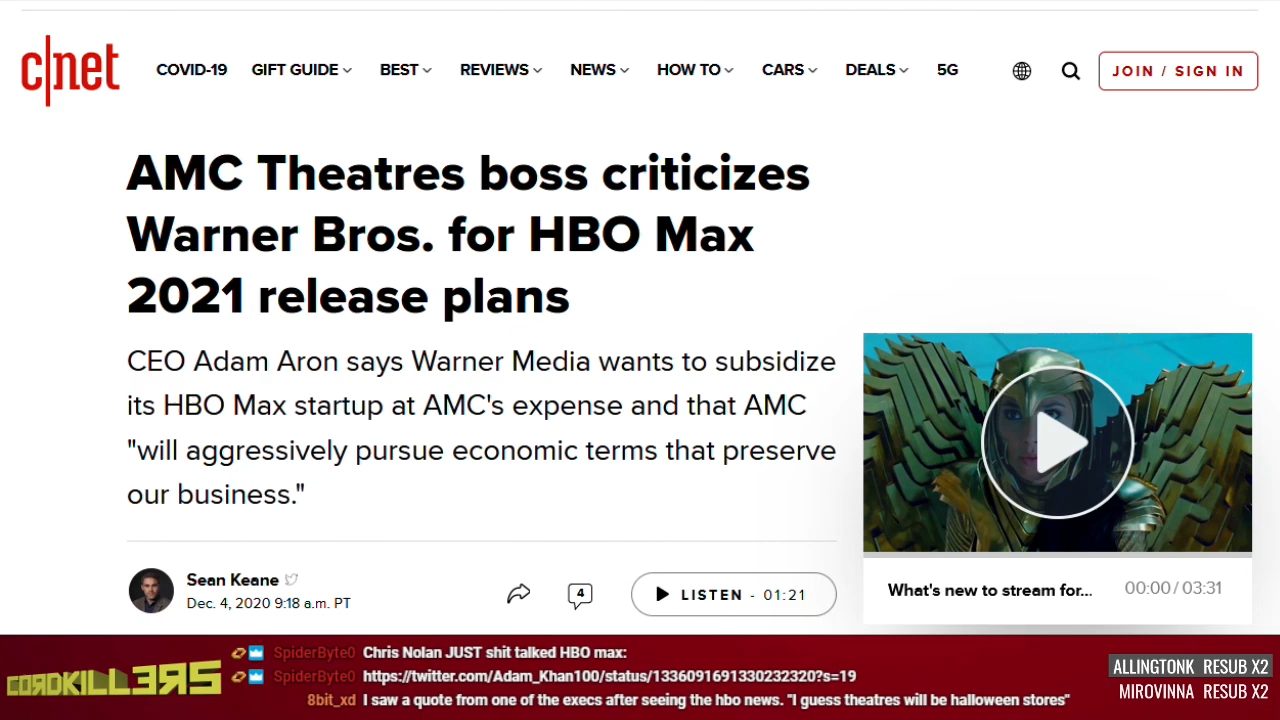 c|net
COVID-19 GIFT GUIDE BEST REVIEWS NEWS HOW TO CARS DEALS 5G JOIN / SIGN IN
AMC Theatres boss criticizes
Warner Bros. for HBO Max
2021 release plans
CEO Adam Aron says Warner Media wants to subsidize
its HBO Max startup at AMC's expense and that AMC
"will aggressively pursue economic terms that preserve
our business."
Sean Keane
Dec. 4, 2020 9:18 a.m. PT
4
LISTEN - 01:21
What's new to stream for... 00:00 / 03:31
CORDKILLERS
SpiderByte0 Chris Nolan JUST shit talked HBO max:
SpiderByte0 https://twitter.com/Adam_Khan100/status/1336091691330232320?s=19
8bit_xd I saw a quote from one of the execs after seeing the hbo news. "I guess theatres will be halloween stores"
ALLINGTONK RESUB X2
MIROVINNA RESUB X2